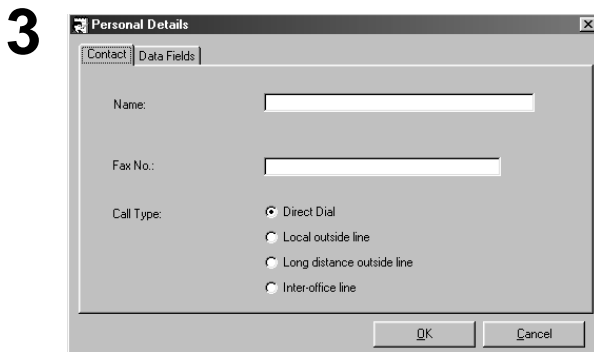 3
Personal Details
Contact Data Fields
Name:
Fax No.:
Call Type: Direct Dial
Local outside line
Long distance outside line
Inter-office line
OK Cancel